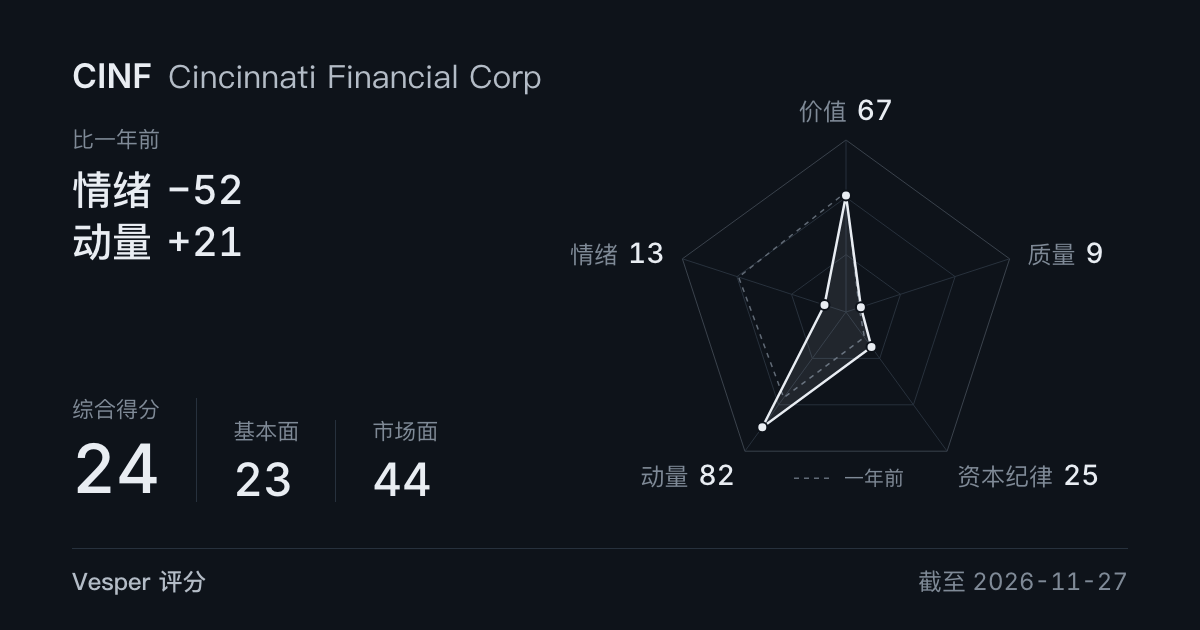 CINF Cincinnati Financial Corp
比一年前
情绪 −52
动量 +21
价值 67
情绪 13
质量 9
动量 82
一年前
资本纪律 25
综合得分
24
基本面
23
市场面
44
Vesper 评分
截至 2026-11-27